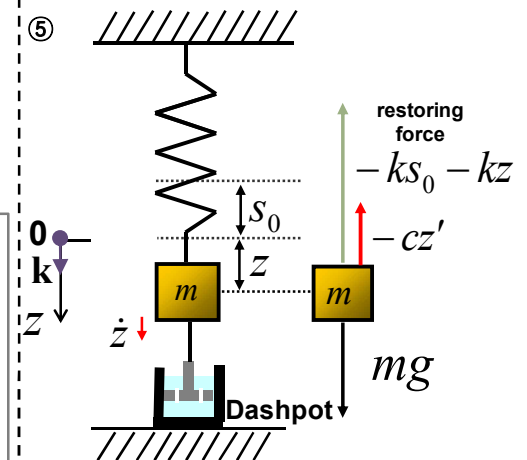 ⑤
restoring
force
−ks₀ − kz
s₀
−cz′
0
z
k
m
m
z
ż
mg
Dashpot